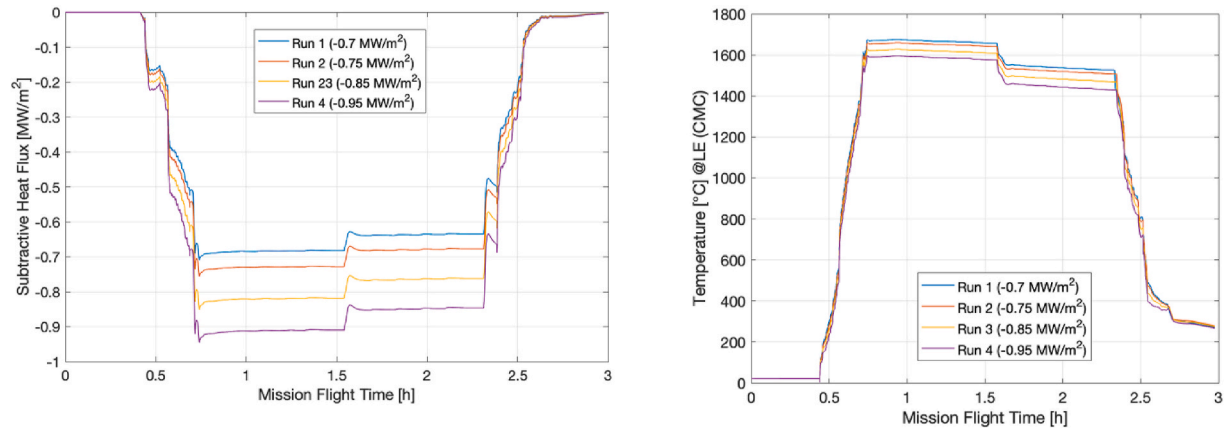 Subtractive Heat Flux [MW/m²]
0
-0.1
-0.2
-0.3
-0.4
-0.5
-0.6
-0.7
-0.8
-0.9
-1
Run 1 (-0.7 MW/m²)
Run 2 (-0.75 MW/m²)
Run 23 (-0.85 MW/m²)
Run 4 (-0.95 MW/m²)
0 0.5 1 1.5 2 2.5 3
Mission Flight Time [h]
Temperature [°C] @LE (CMC)
1800
1600
1400
1200
1000
800
600
400
200
0
Run 1 (-0.7 MW/m²)
Run 2 (-0.75 MW/m²)
Run 3 (-0.85 MW/m²)
Run 4 (-0.95 MW/m²)
0 0.5 1 1.5 2 2.5 3
Mission Flight Time [h]